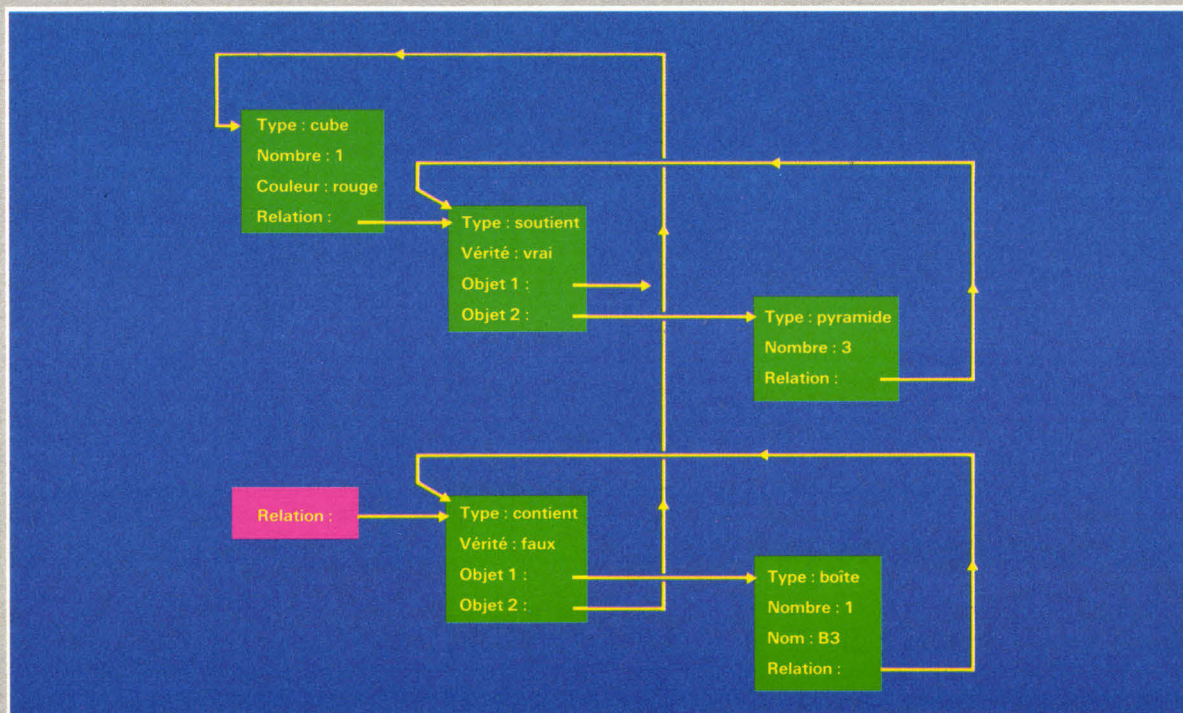 Type : cube
Nombre : 1
Couleur : rouge
Relation :
Type : soutient
Vérité : vrai
Objet 1 :
Objet 2 :
Type : pyramide
Nombre : 3
Relation :
Relation :
Type : contient
Vérité : faux
Objet 1 :
Objet 2 :
Type : boîte
Nombre : 1
Nom : B3
Relation :